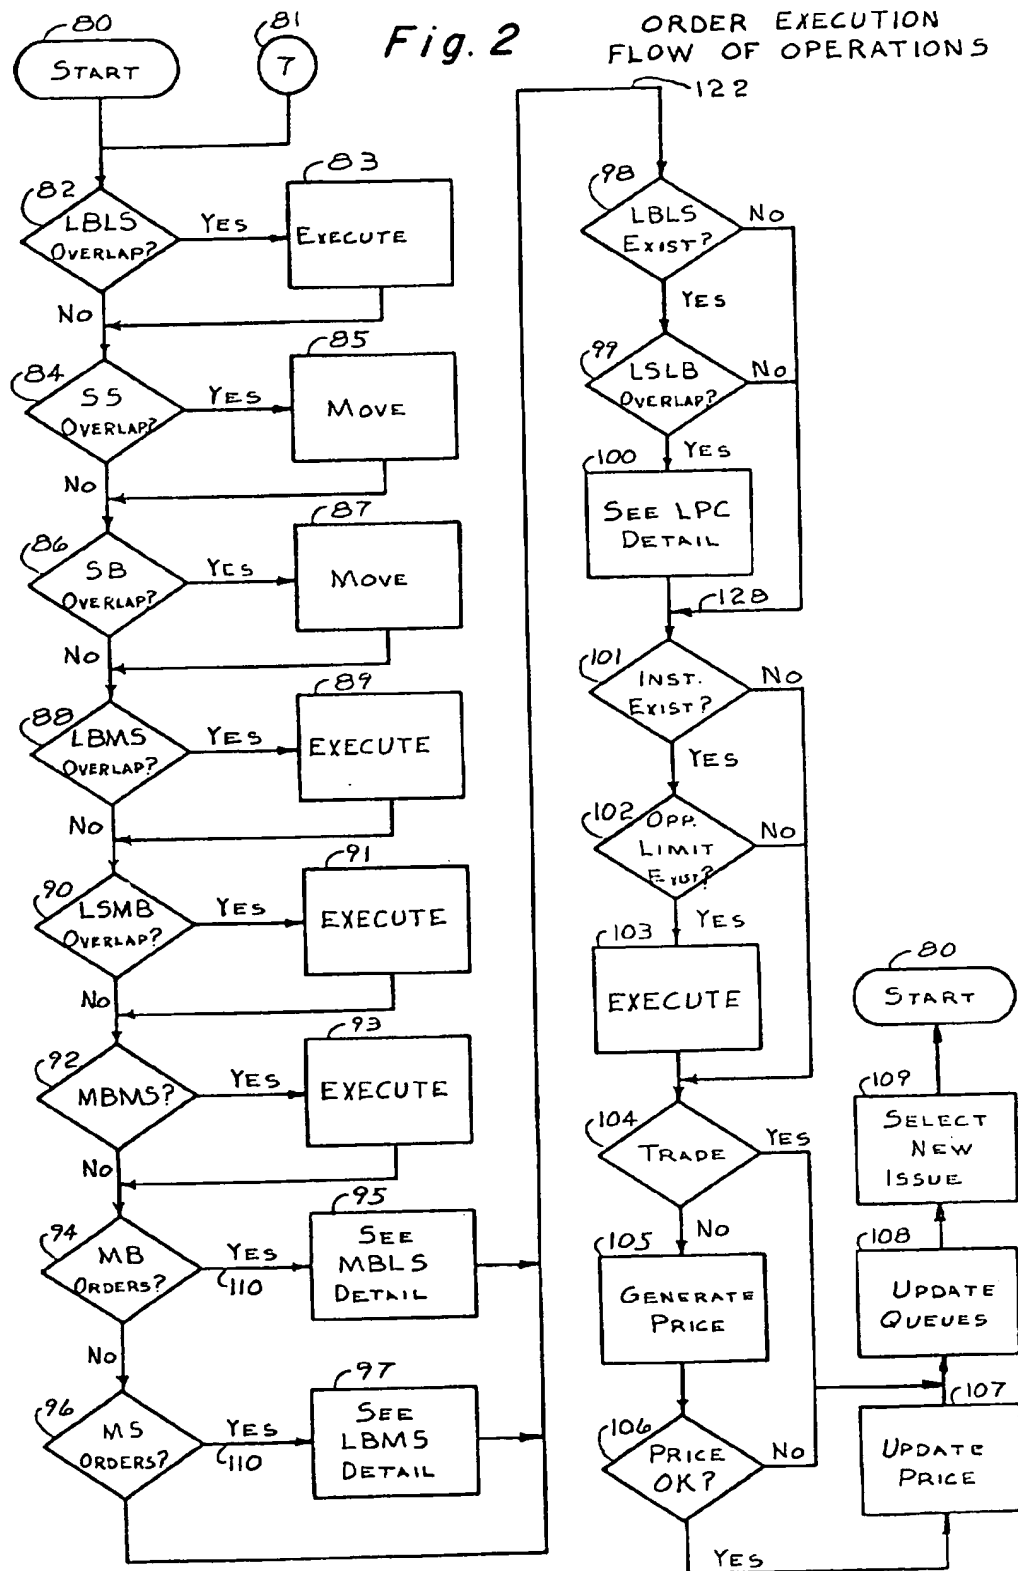 80
START
81
7
Fig. 2
ORDER EXECUTION
FLOW OF OPERATIONS
122
82
LBLS
OVERLAP?
YES
83
EXECUTE
NO
84
SS
OVERLAP?
YES
85
MOVE
NO
86
SB
OVERLAP?
YES
87
MOVE
NO
88
LBMS
OVERLAP?
YES
89
EXECUTE
NO
90
LSMB
OVERLAP?
YES
91
EXECUTE
NO
92
MBMS?
YES
93
EXECUTE
NO
94
MB
ORDERS?
YES
110
95
SEE
MBLS
DETAIL
NO
96
MS
ORDERS?
YES
110
97
SEE
LBMS
DETAIL
98
LBLS
EXIST?
NO
YES
99
LSLB
OVERLAP?
NO
YES
100
SEE LPC
DETAIL
128
101
INST.
EXIST?
NO
YES
102
OPP.
LIMIT
EXIST?
NO
YES
103
EXECUTE
104
TRADE
YES
NO
105
GENERATE
PRICE
106
PRICE
OK?
NO
YES
107
UPDATE
PRICE
108
UPDATE
QUEUES
109
SELECT
NEW
ISSUE
80
START